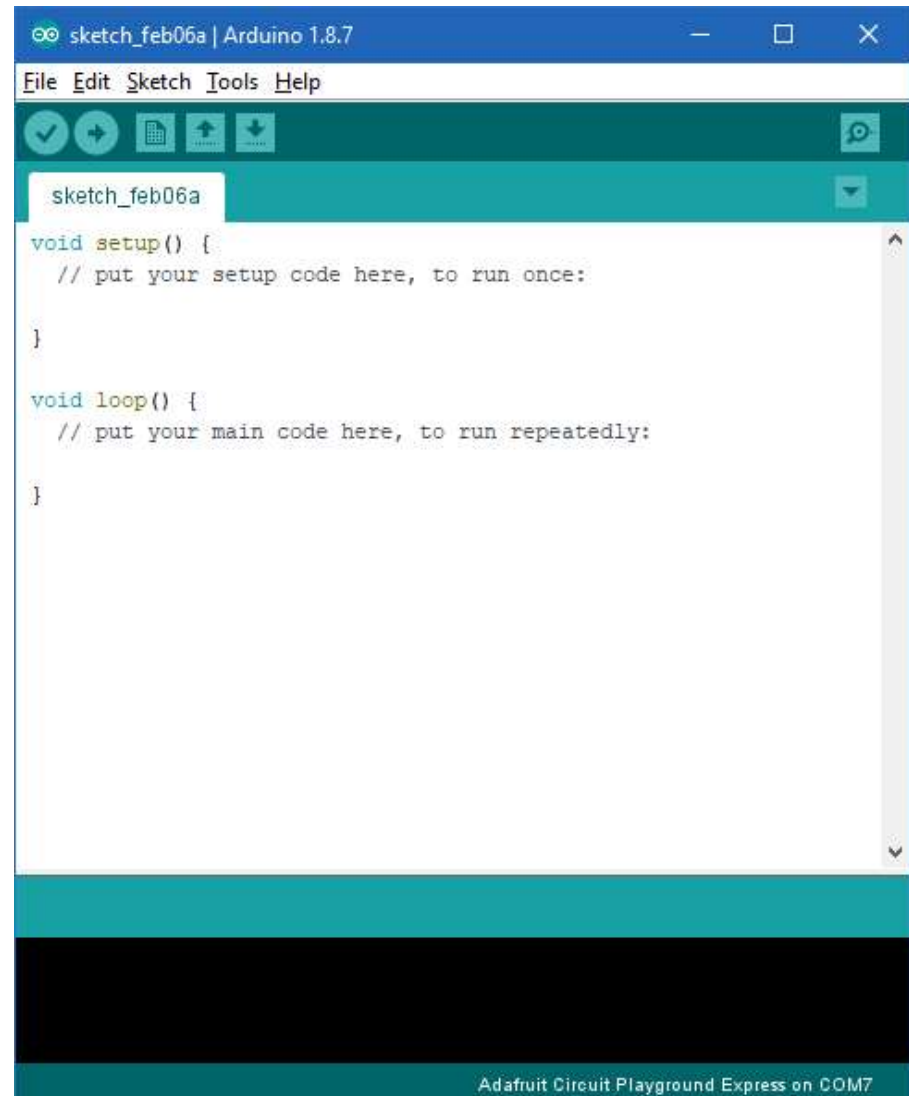 sketch_feb06a | Arduino 1.8.7
File Edit Sketch Tools Help
sketch_feb06a
void setup() {
  // put your setup code here, to run once:
}
void loop() {
  // put your main code here, to run repeatedly:
}
Adafruit Circuit Playground Express on COM7